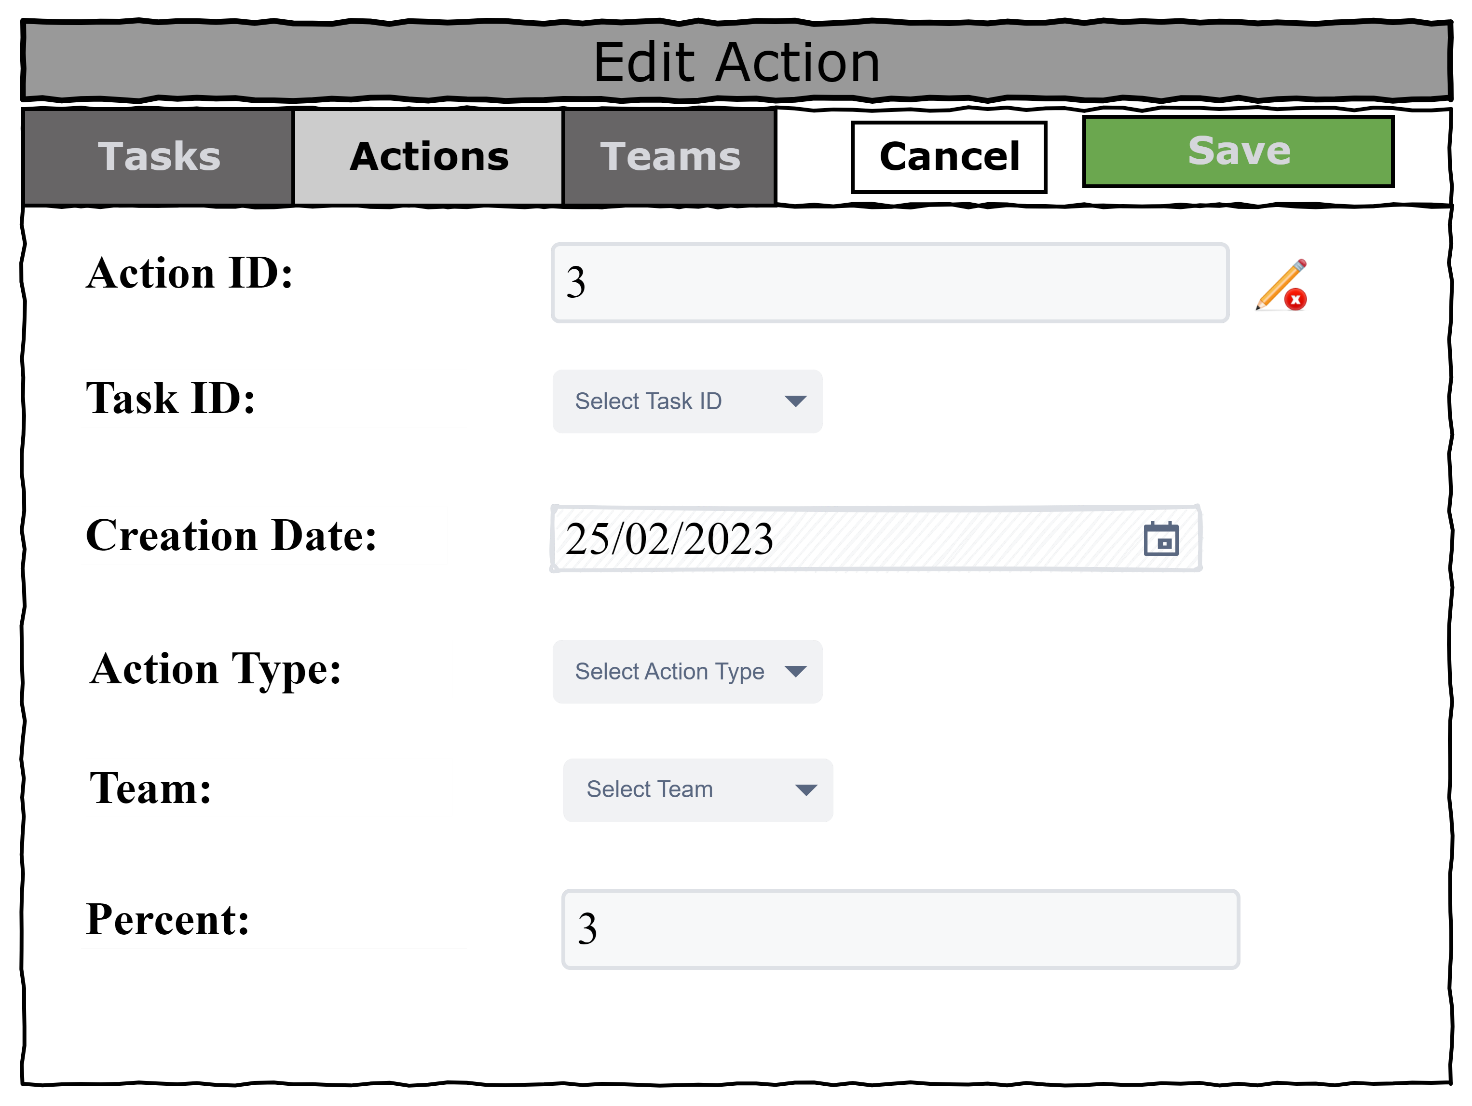 Edit Action
Tasks Actions Teams Cancel Save
Action ID: 3
Task ID: Select Task ID
Creation Date: 25/02/2023
Action Type: Select Action Type
Team: Select Team
Percent: 3